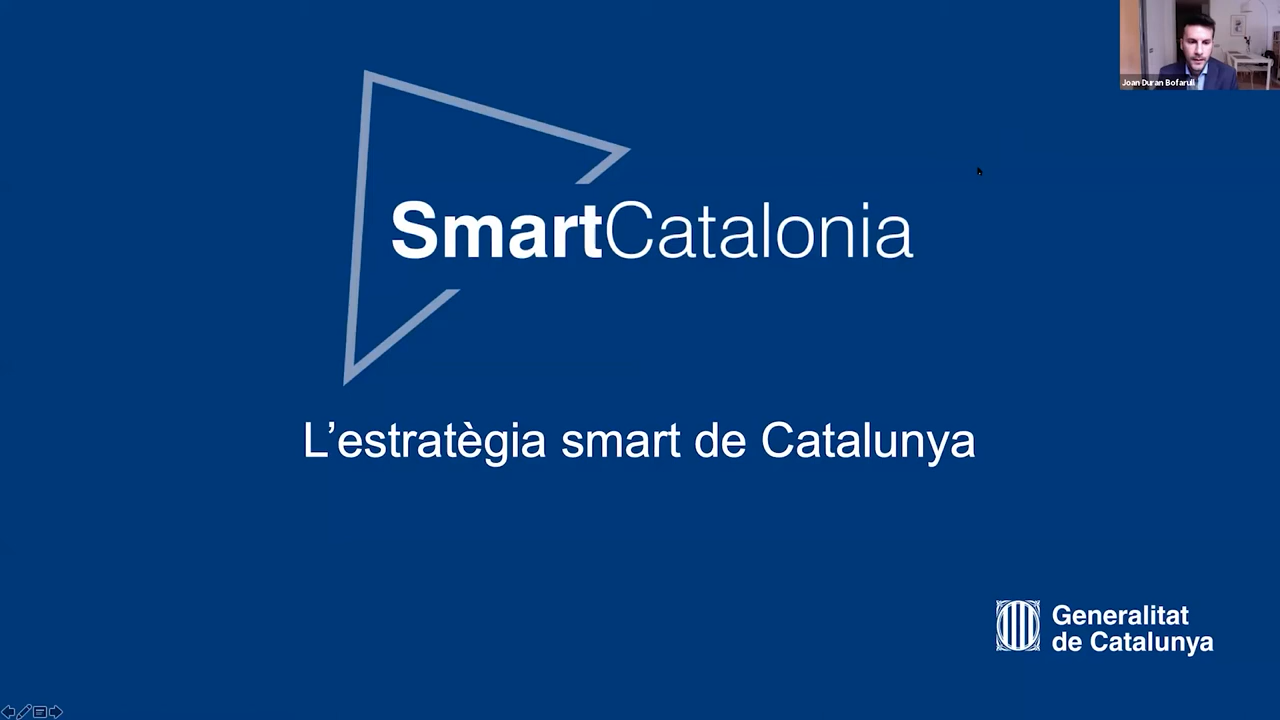 Joan Duran Bofarull
SmartCatalonia
L’estratègia smart de Catalunya
Generalitat
de Catalunya